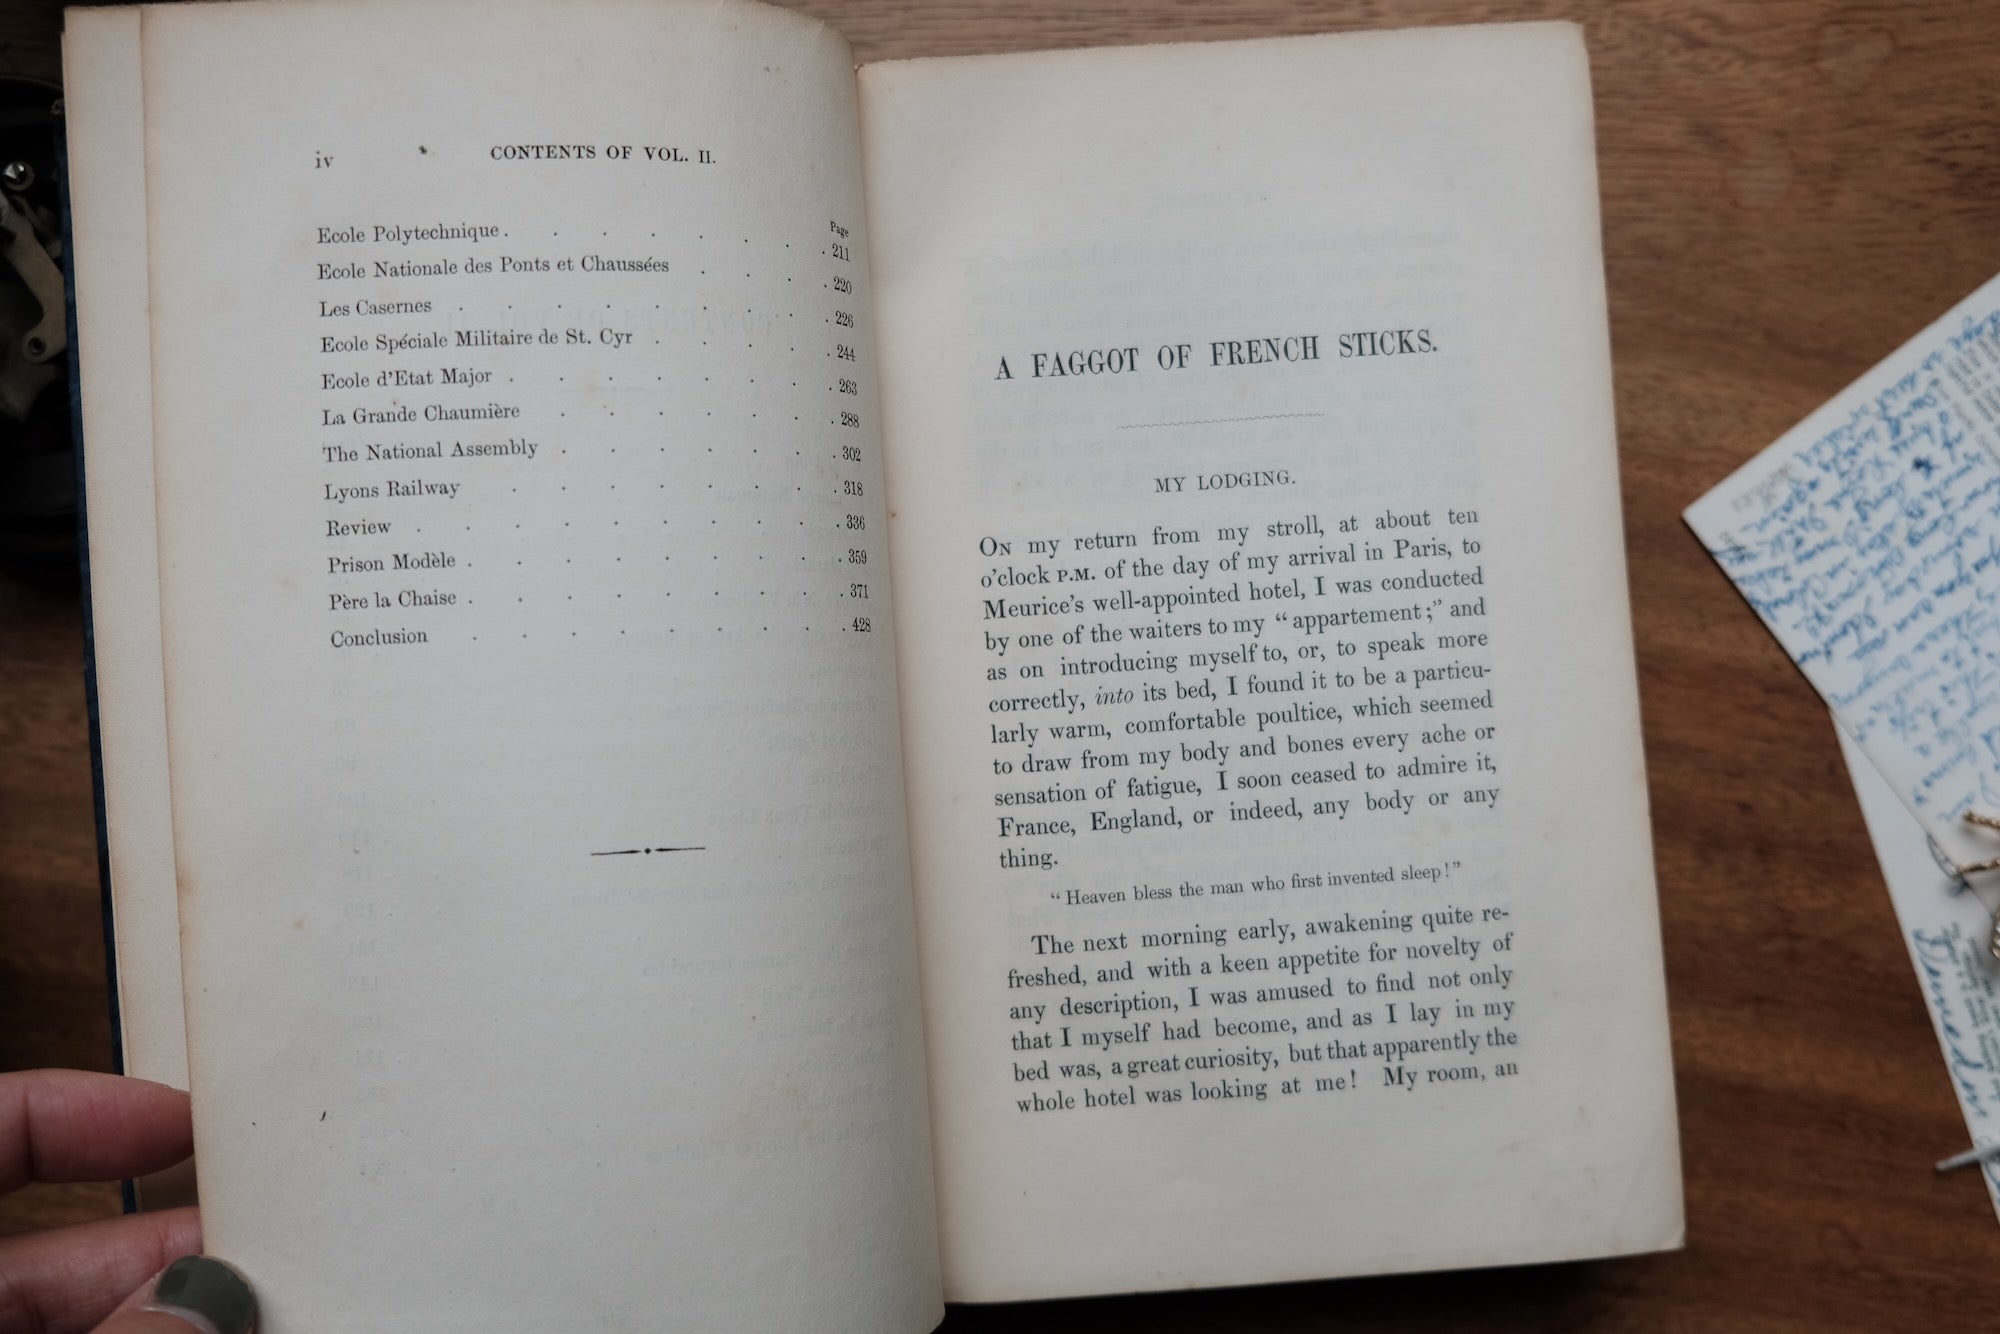 iv CONTENTS OF VOL. II.
Page
Ecole Polytechnique . . . . . . . . 211
Ecole Nationale des Ponts et Chaussées . . . . 220
Les Casernes . . . . . . . . . 226
Ecole Spéciale Militaire de St. Cyr . . . . . 244
Ecole d'Etat Major . . . . . . . . 263
La Grande Chaumière . . . . . . . 288
The National Assembly . . . . . . . 302
Lyons Railway . . . . . . . . 318
Review . . . . . . . . . . 336
Prison Modèle . . . . . . . . . 359
Père la Chaise . . . . . . . . . 371
Conclusion . . . . . . . . . 428
A FAGGOT OF FRENCH STICKS.
MY LODGING.
On my return from my stroll, at about ten
o'clock P.M. of the day of my arrival in Paris, to
Meurice's well-appointed hotel, I was conducted
by one of the waiters to my “appartement;” and
as on introducing myself to, or, to speak more
correctly, into its bed, I found it to be a particu-
larly warm, comfortable poultice, which seemed
to draw from my body and bones every ache or
sensation of fatigue, I soon ceased to admire it,
France, England, or indeed, any body or any
thing.
“Heaven bless the man who first invented sleep!”
The next morning early, awakening quite re-
freshed, and with a keen appetite for novelty of
any description, I was amused to find not only
that I myself had become, and as I lay in my
bed was, a great curiosity, but that apparently the
whole hotel was looking at me! My room, an